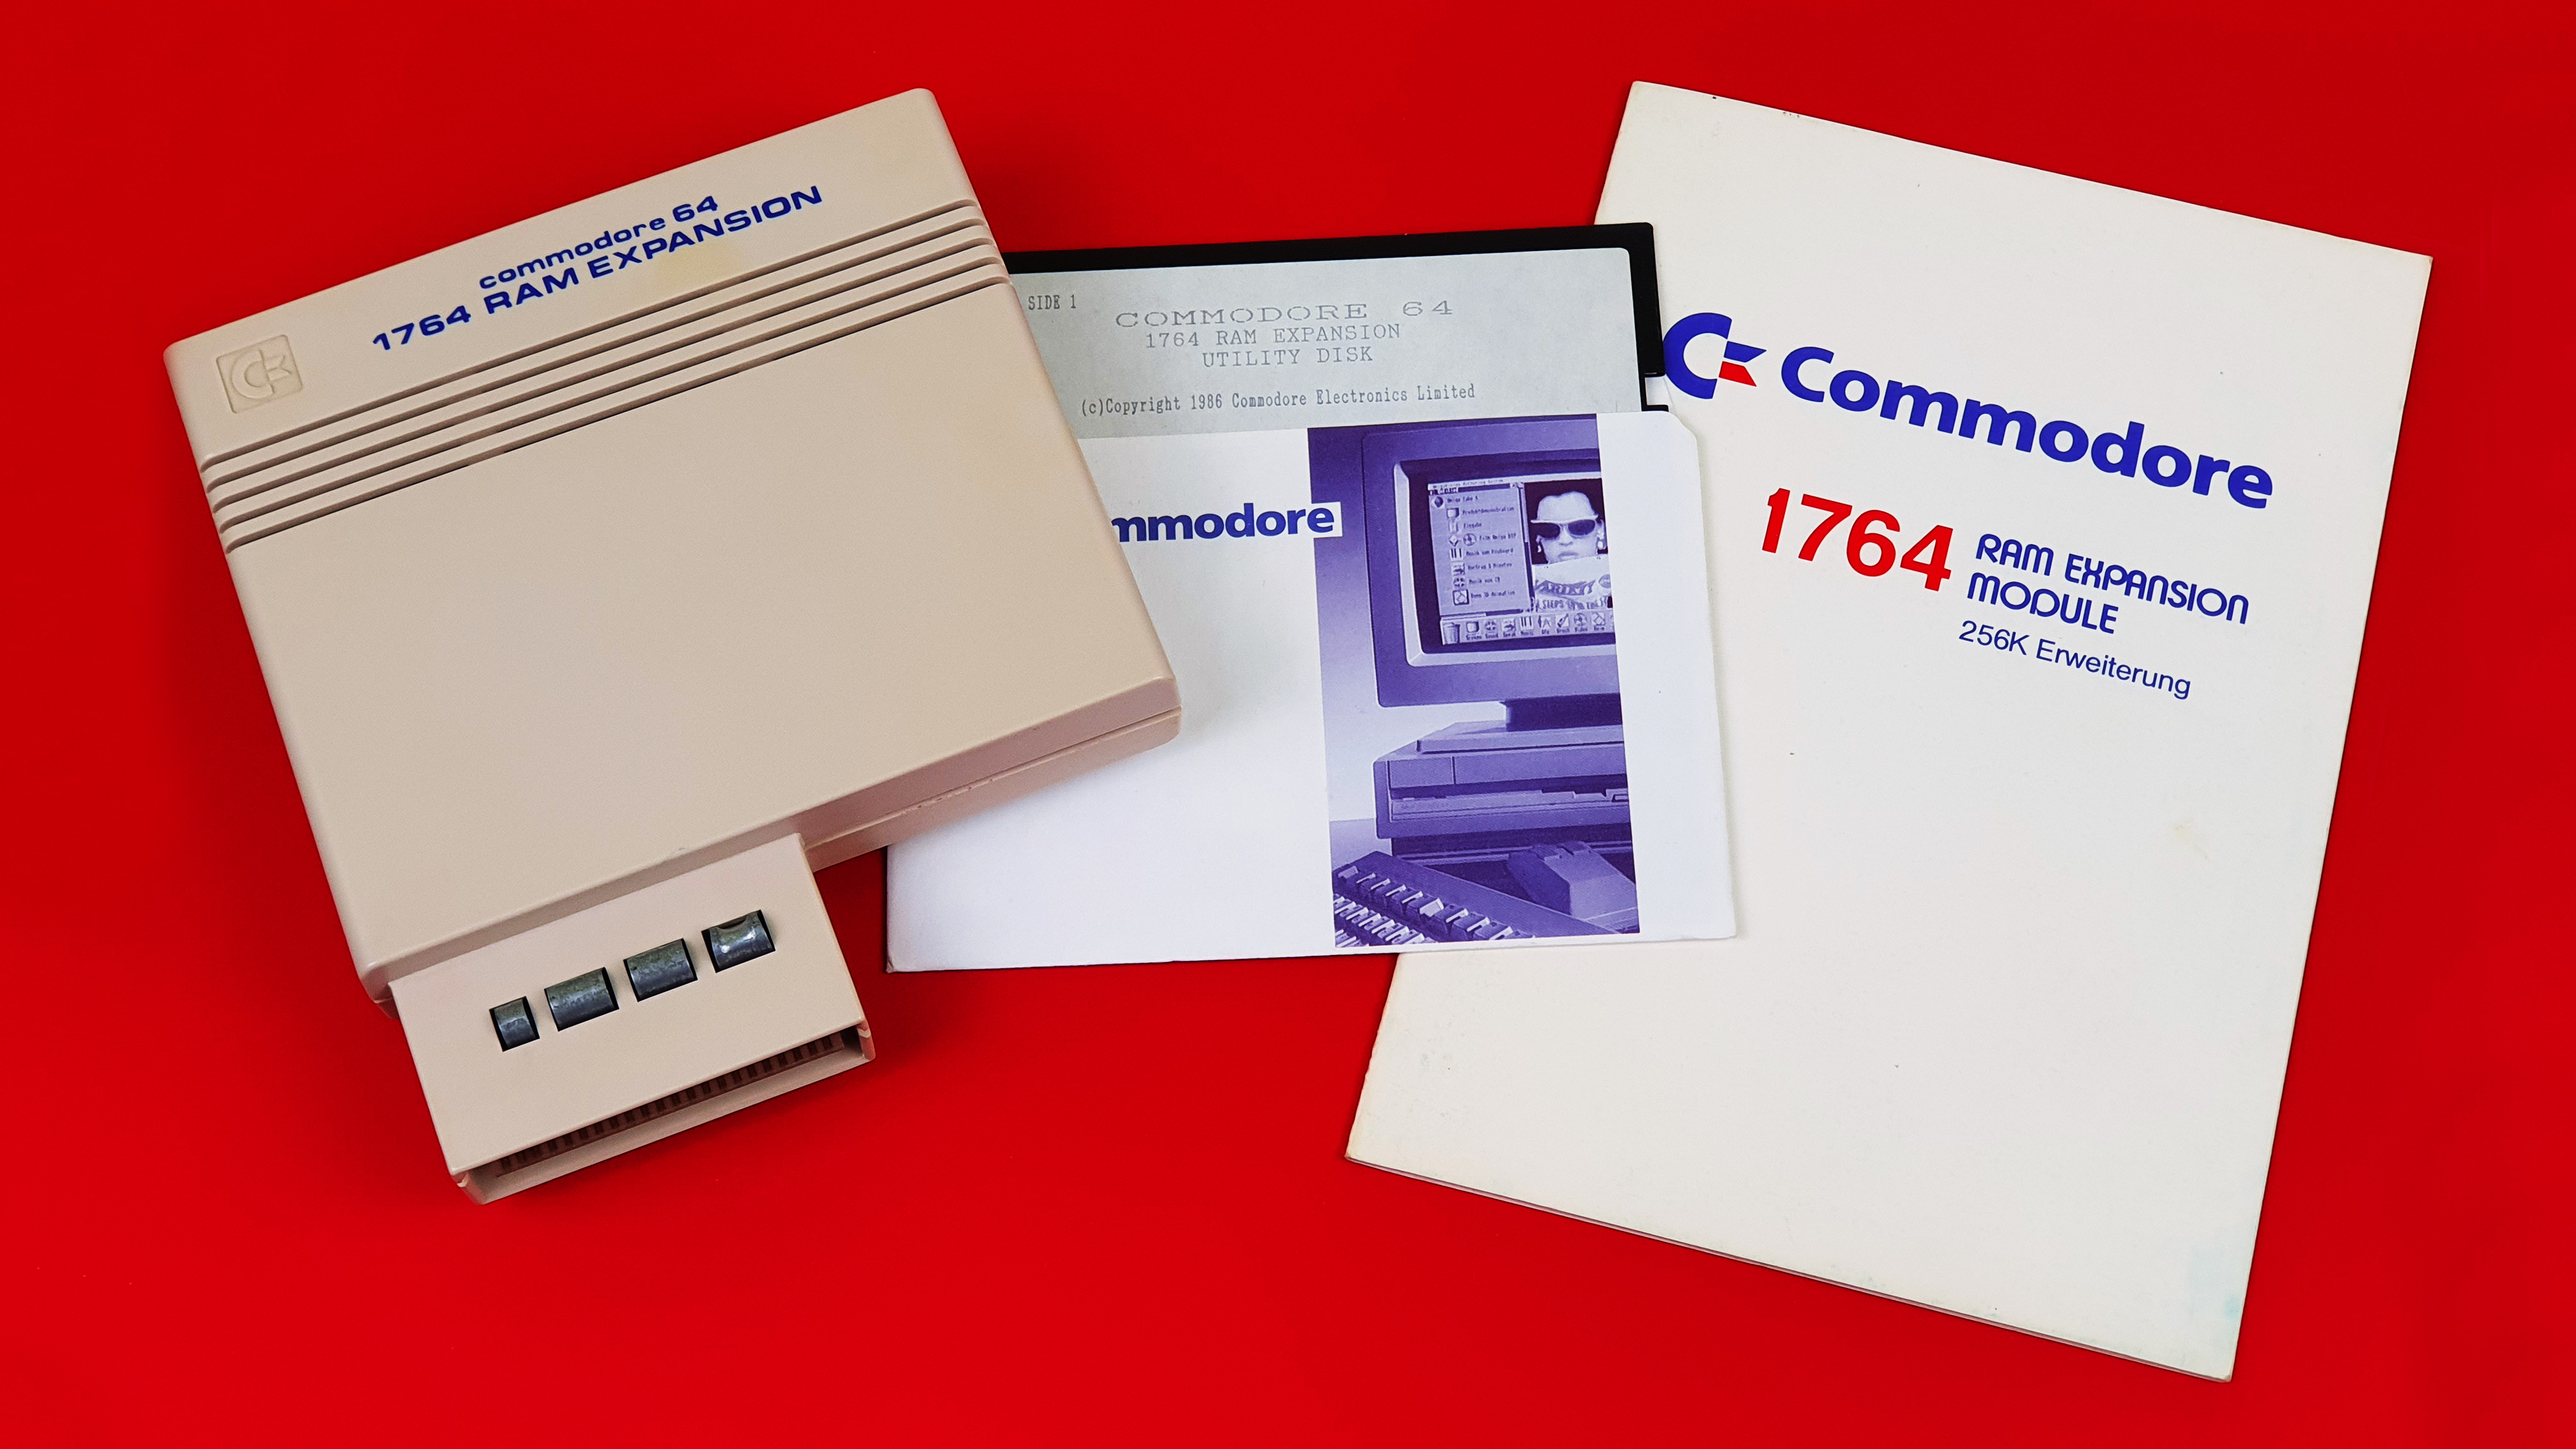 commodore 64
1764 RAM EXPANSION
SIDE 1
COMMODORE 64
1764 RAM EXPANSION
UTILITY DISK
(c)Copyright 1986 Commodore Electronics Limited
mmodore
Commodore
1764 RAM EXPANSION
MODULE
256K Erweiterung